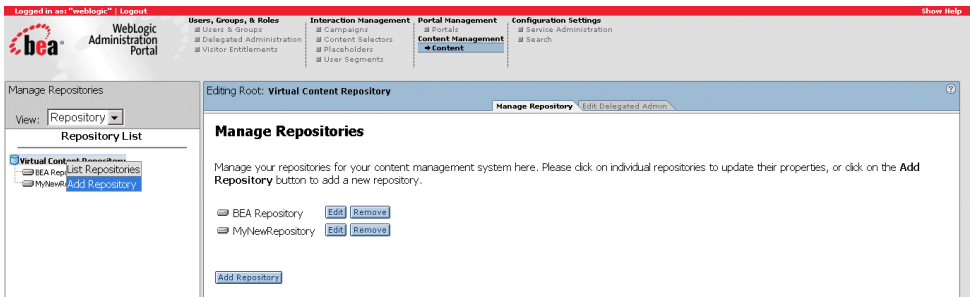 Logged in as: "weblogic" | Logout
Show Help
bea
WebLogic
Administration
Portal
Users, Groups, & Roles
Users & Groups
Delegated Administration
Visitor Entitlements
Interaction Management
Campaigns
Content Selectors
Placeholders
User Segments
Portal Management
Portals
Content Management
Content
Configuration Settings
Service Administration
Search
Manage Repositories
View: Repository
Repository List
Virtual Content Repository
BEA Rep
MyNewR
List Repositories
Add Repository
Editing Root: Virtual Content Repository
?
Manage Repository
Edit Delegated Admin
Manage Repositories
Manage your repositories for your content management system here. Please click on individual repositories to update their properties, or click on the Add
Repository button to add a new repository.
BEA Repository Edit Remove
MyNewRepository Edit Remove
Add Repository